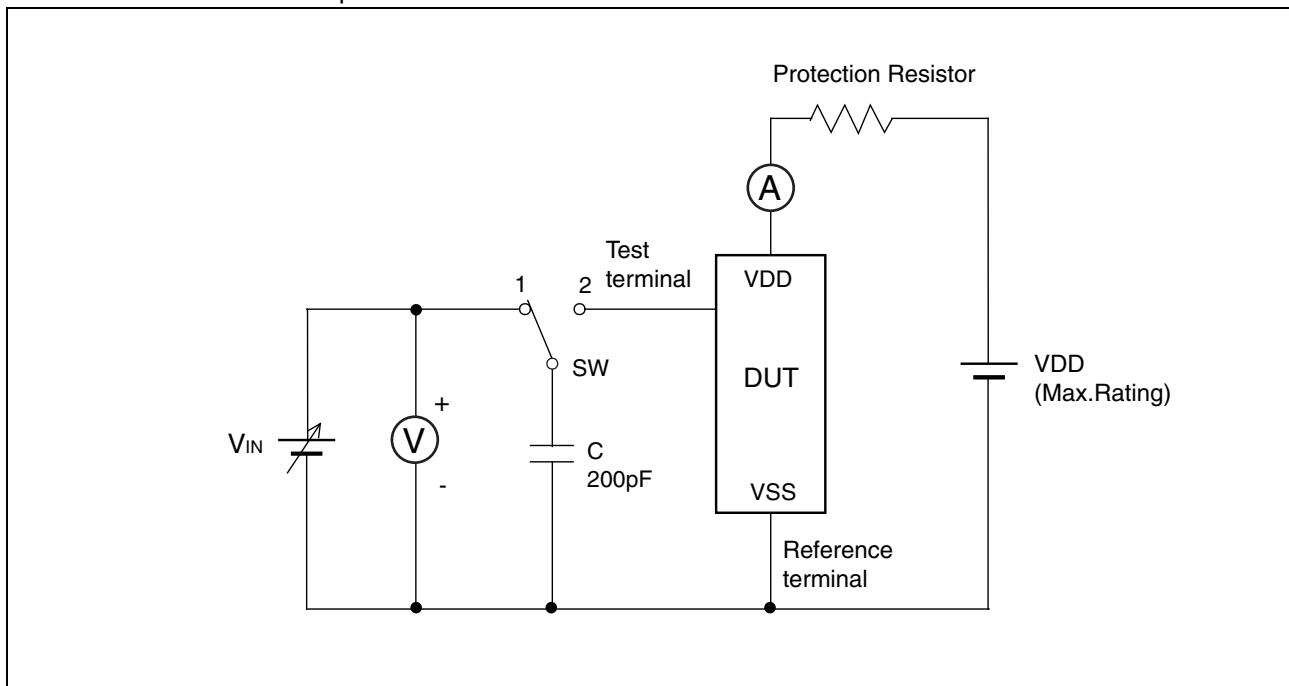 Protection Resistor
A
Test
terminal
1
2
VDD
SW
DUT
VDD
(Max.Rating)
+
VIN
V
C
200pF
-
VSS
Reference
terminal